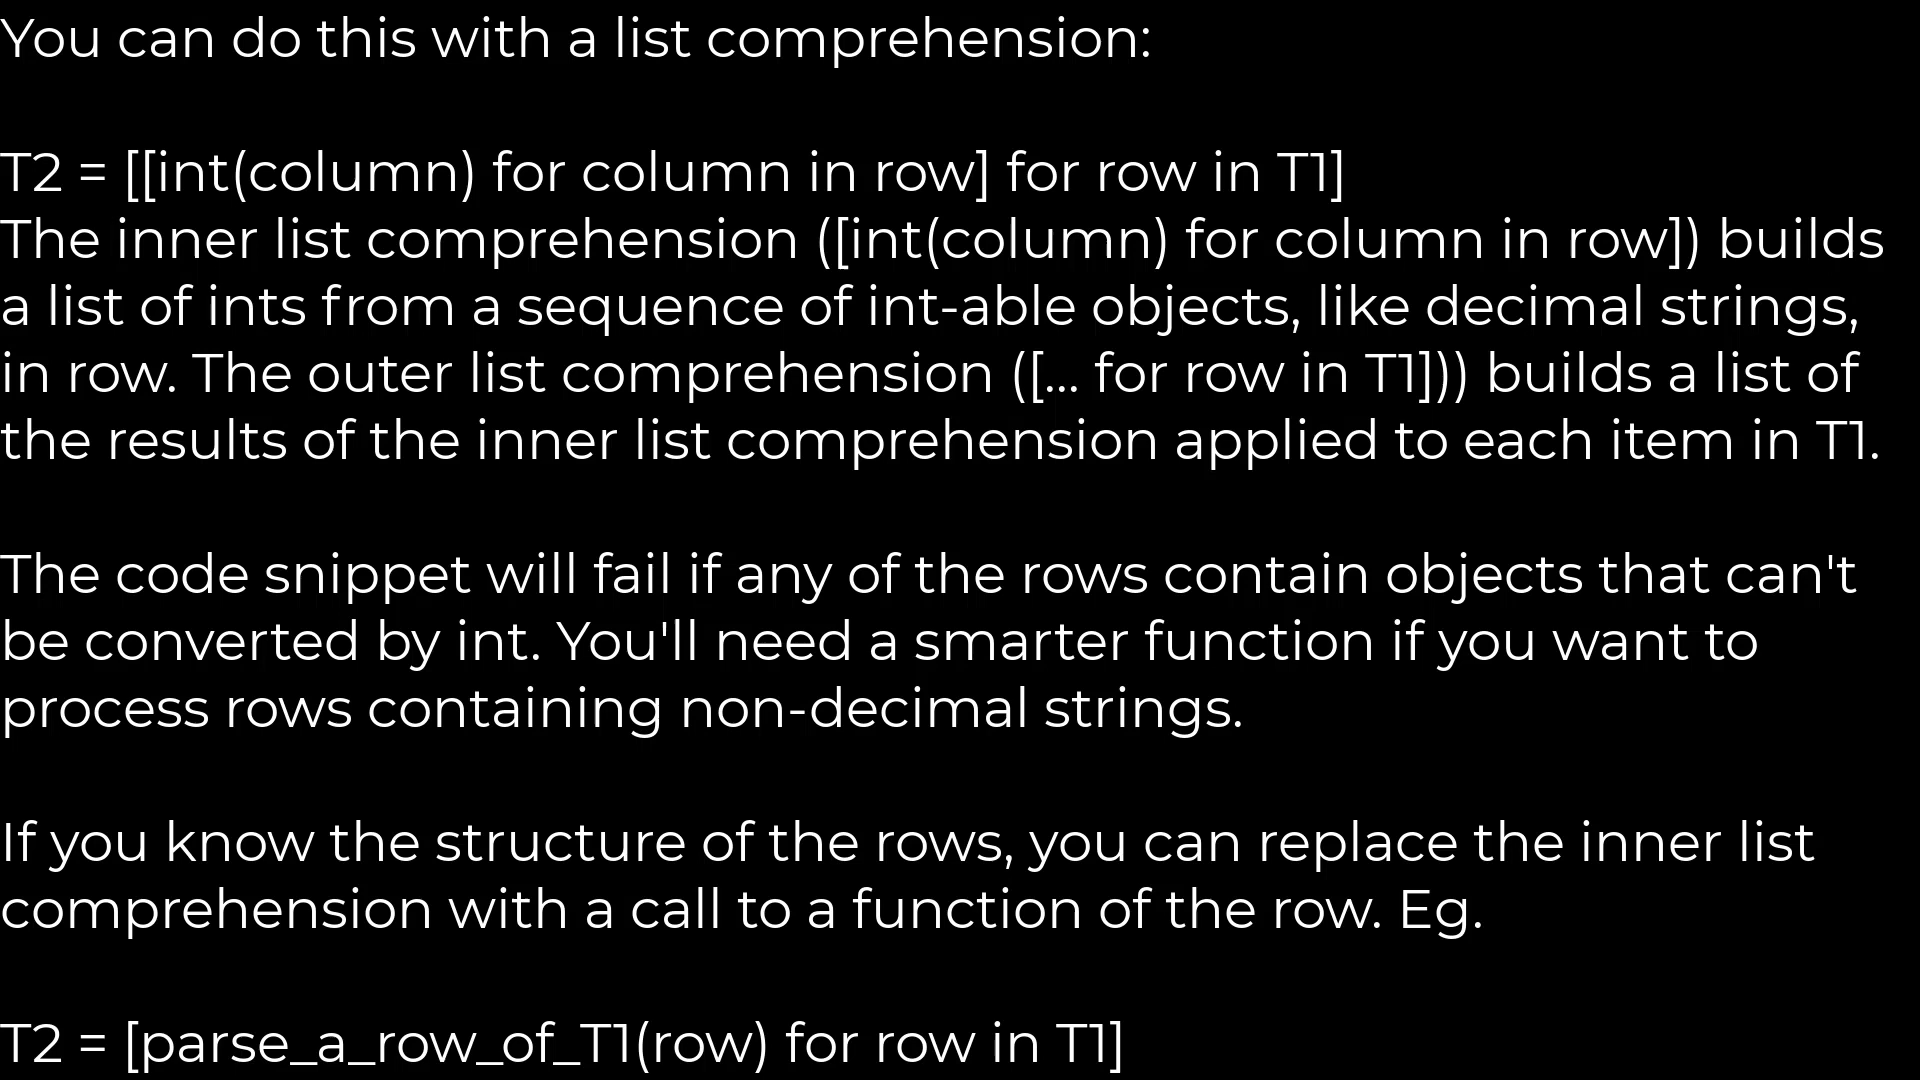 You can do this with a list comprehension:
T2 = [[int(column) for column in row] for row in T1]
The inner list comprehension ([int(column) for column in row]) builds
a list of ints from a sequence of int-able objects, like decimal strings,
in row. The outer list comprehension ([... for row in T1])) builds a list of
the results of the inner list comprehension applied to each item in T1.
The code snippet will fail if any of the rows contain objects that can't
be converted by int. You'll need a smarter function if you want to
process rows containing non-decimal strings.
If you know the structure of the rows, you can replace the inner list
comprehension with a call to a function of the row. Eg.
T2 = [parse_a_row_of_T1(row) for row in T1]